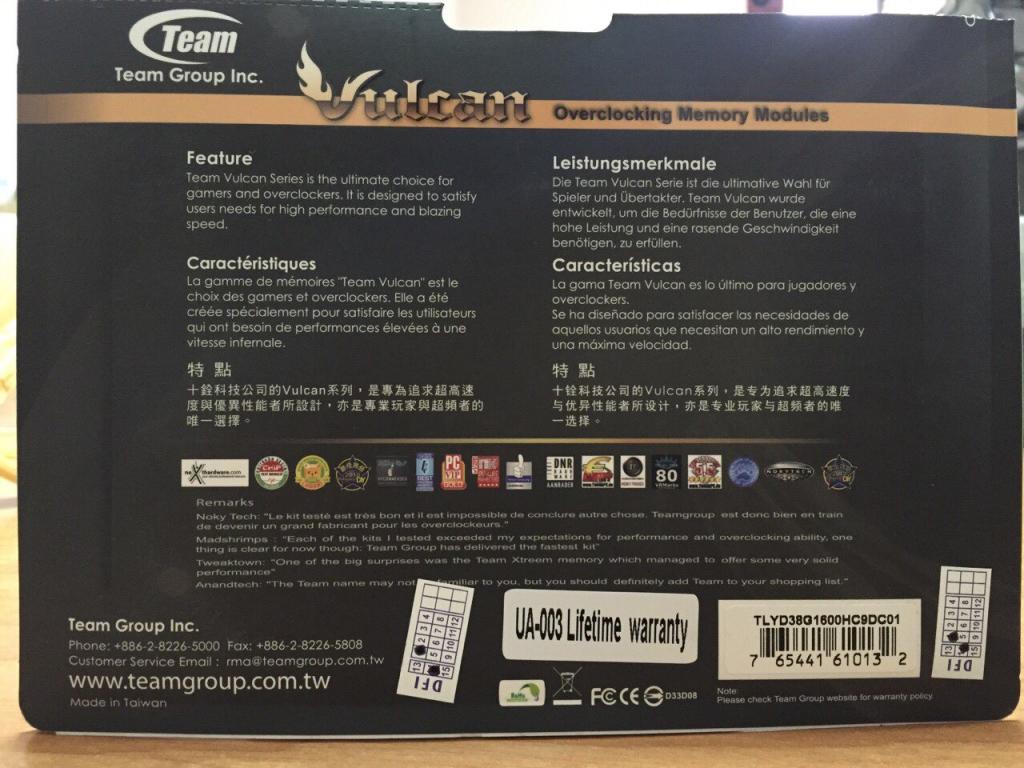 Team
Team Group Inc.
Vulcan
Overclocking Memory Modules
Feature
Team Vulcan Series is the ultimate choice for
gamers and overclockers. It is designed to satisfy
users needs for high performance and blazing
speed.
Leistungsmerkmale
Die Team Vulcan Serie ist die ultimative Wahl für
Spieler und Übertakter. Team Vulcan wurde
entwickelt, um die Bedürfnisse der Benutzer, die eine
hohe Leistung und eine rasende Geschwindigkeit
benötigen, zu erfüllen.
Caractéristiques
La gamme de mémoires "Team Vulcan" est le
choix des gamers et overclockers. Elle a été
créée spécialement pour satisfaire les utilisateurs
qui ont besoin de performances élevées à une
vitesse infernale.
Características
La gama Team Vulcan es lo último para jugadores y
overclockers.
Se ha diseñado para satisfacer las necesidades de
aquellos usuarios que necesitan un alto rendimiento y
una máxima velocidad.
特 點
十銓科技公司的Vulcan系列，是專為追求超高速
度與優異性能者所設計，亦是專業玩家與超頻者的
唯一選擇。
特 點
十銓科技公司的Vulcan系列，是专为追求超高速度
与优异性能者所设计，亦是专业玩家与超频者的唯
一选择。
neXthardware.com
PC
VIP
GOLD
BEST
DNR
HARDWARE
AANRADER
80
NOKYTECH
Remarks
Noky Tech: "Le kit testé est très bon et il est impossible de conclure autre chose. Teamgroup est donc bien en train
de devenir un grand fabricant pour les overclockeurs."
Madshrimps : "Each of the kits I tested exceeded my expectations for performance and overclocking ability, one
thing is clear for now though: Team Group has delivered the fastest kit"
Tweaktown: "One of the big surprises was the Team Xtreem memory which managed to offer some very solid
performance"
Anandtech: "The Team name may not familiar to you, but you should definitely add Team to your shopping list."
Team Group Inc.
Phone: +886-2-8226-5000 Fax: +886-2-8226-5808
Customer Service Email : rma@teamgroup.com.tw
www.teamgroup.com.tw
Made in Taiwan
DFI
UA-003 Lifetime warranty
RoHs
FC CE D33D08
TLYD38G1600HC9DC01
7 65441 61013 2
Note:
Please check Team Group website for warranty policy.
DFI